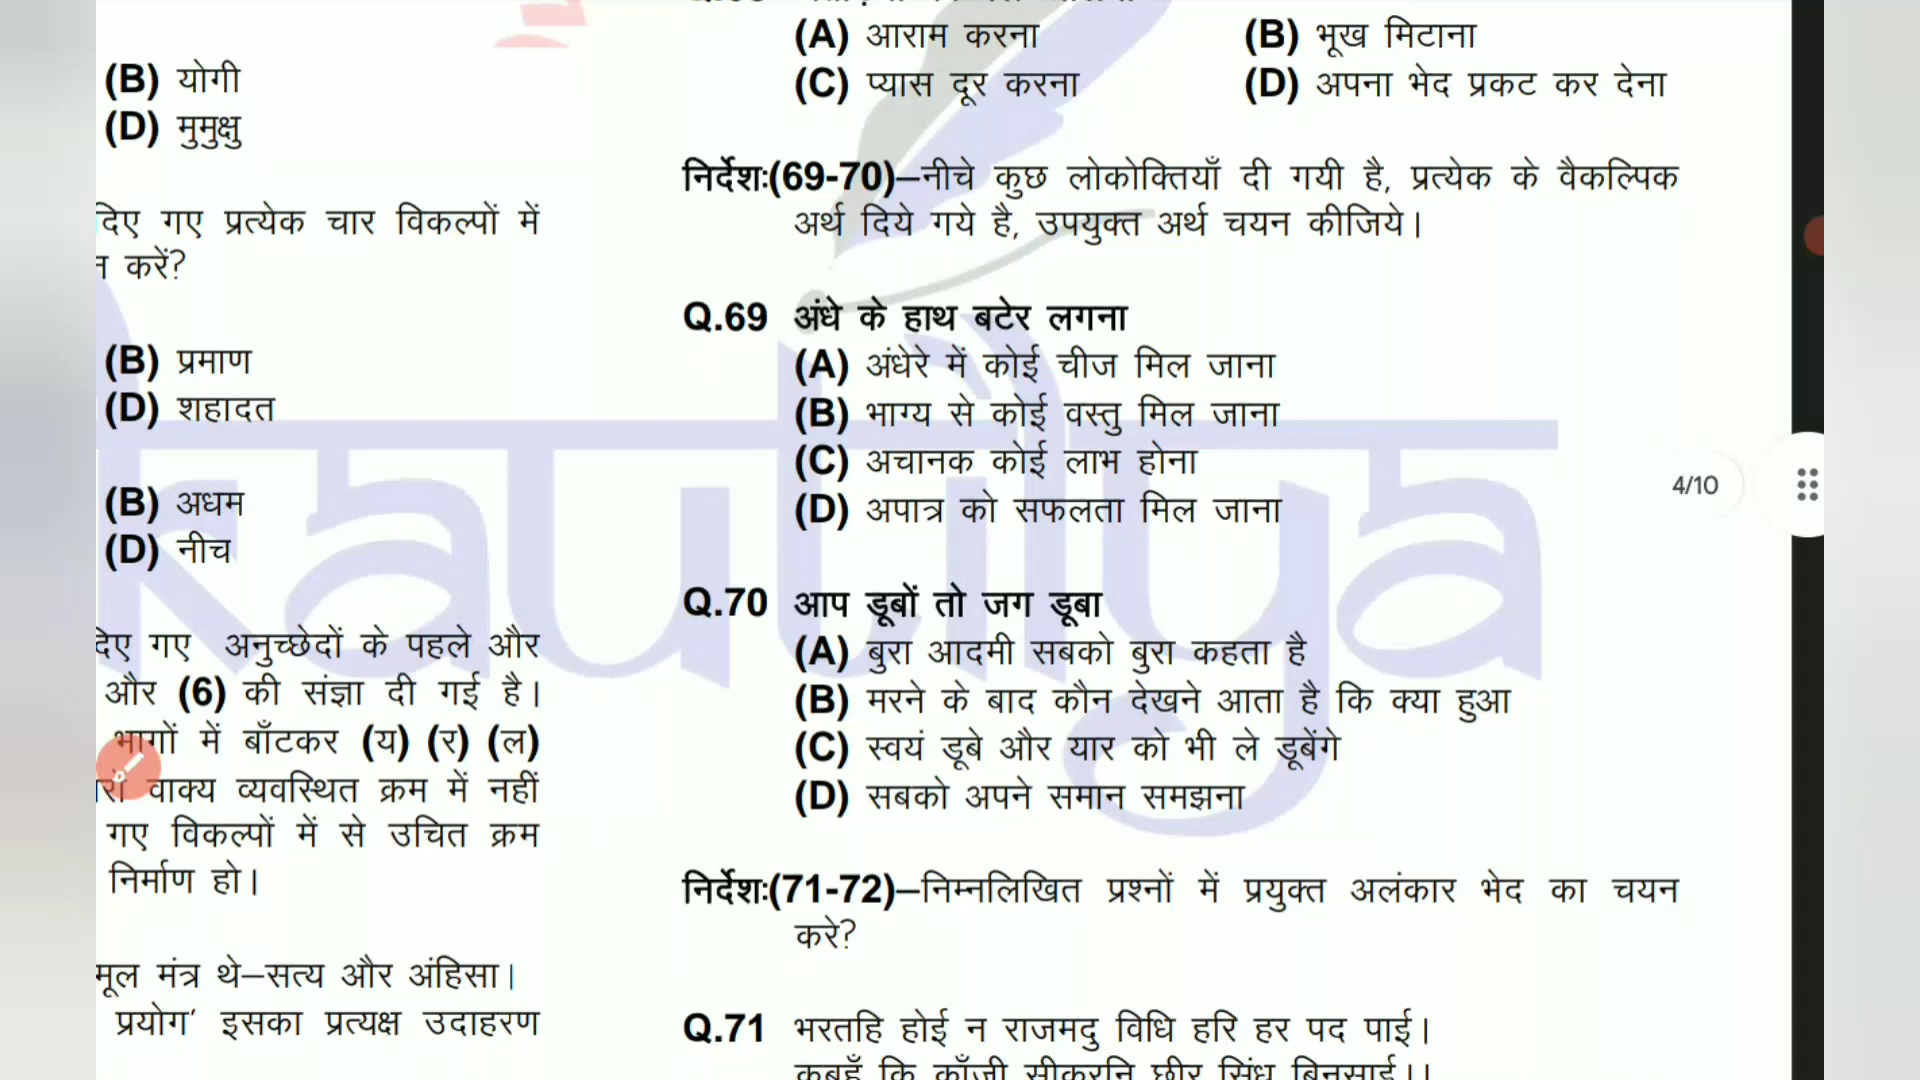 (B) योगी
(D) मुमुक्षु
दिए गए प्रत्येक चार विकल्पों में
करें?
(B) प्रमाण
(D) शहादत
(B) अधम
(D) नीच
दिए गए अनुच्छेदों के पहले और
और (6) की संज्ञा दी गई है।
भागों में बाँटकर (य) (र) (ल)
वाक्य व्यवस्थित क्रम में नहीं
गए विकल्पों में से उचित क्रम
निर्माण हो।
मूल मंत्र थे–सत्य और अंहिसा।
प्रयोग’ इसका प्रत्यक्ष उदाहरण
(A) आराम करना (B) भूख मिटाना
(C) प्यास दूर करना (D) अपना भेद प्रकट कर देना
निर्देशः(69-70)–नीचे कुछ लोकोक्तियाँ दी गयी है, प्रत्येक के वैकल्पिक
अर्थ दिये गये है, उपयुक्त अर्थ चयन कीजिये।
Q.69 अंधे के हाथ बटेर लगना
(A) अंधेरे में कोई चीज मिल जाना
(B) भाग्य से कोई वस्तु मिल जाना
(C) अचानक कोई लाभ होना
(D) अपात्र को सफलता मिल जाना
Q.70 आप डूबों तो जग डूबा
(A) बुरा आदमी सबको बुरा कहता है
(B) मरने के बाद कौन देखने आता है कि क्या हुआ
(C) स्वयं डूबे और यार को भी ले डूबेंगे
(D) सबको अपने समान समझना
निर्देशः(71-72)–निम्नलिखित प्रश्नों में प्रयुक्त अलंकार भेद का चयन
करे?
Q.71 भरतहि होई न राजमदु विधि हरि हर पद पाई।
कबहुँ कि काँजी सीकरनि छीर सिंधु बिनसाई।।
4/10
kautilya